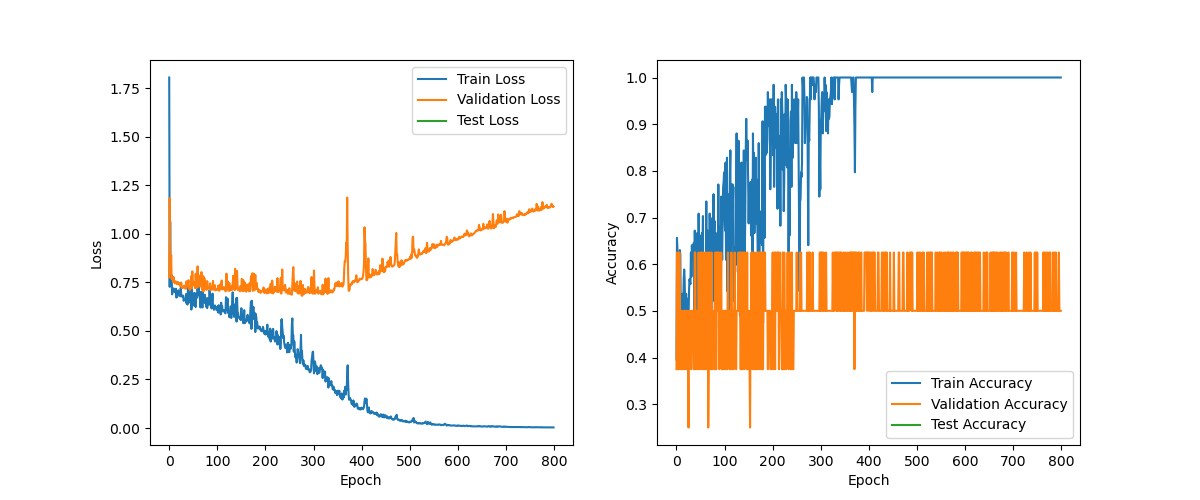 1.75
1.50
1.25
1.00
0.75
0.50
0.25
0.00
Loss
0 100 200 300 400 500 600 700 800
Epoch
Train Loss
Validation Loss
Test Loss
1.0
0.9
0.8
0.7
0.6
0.5
0.4
0.3
Accuracy
0 100 200 300 400 500 600 700 800
Epoch
Train Accuracy
Validation Accuracy
Test Accuracy